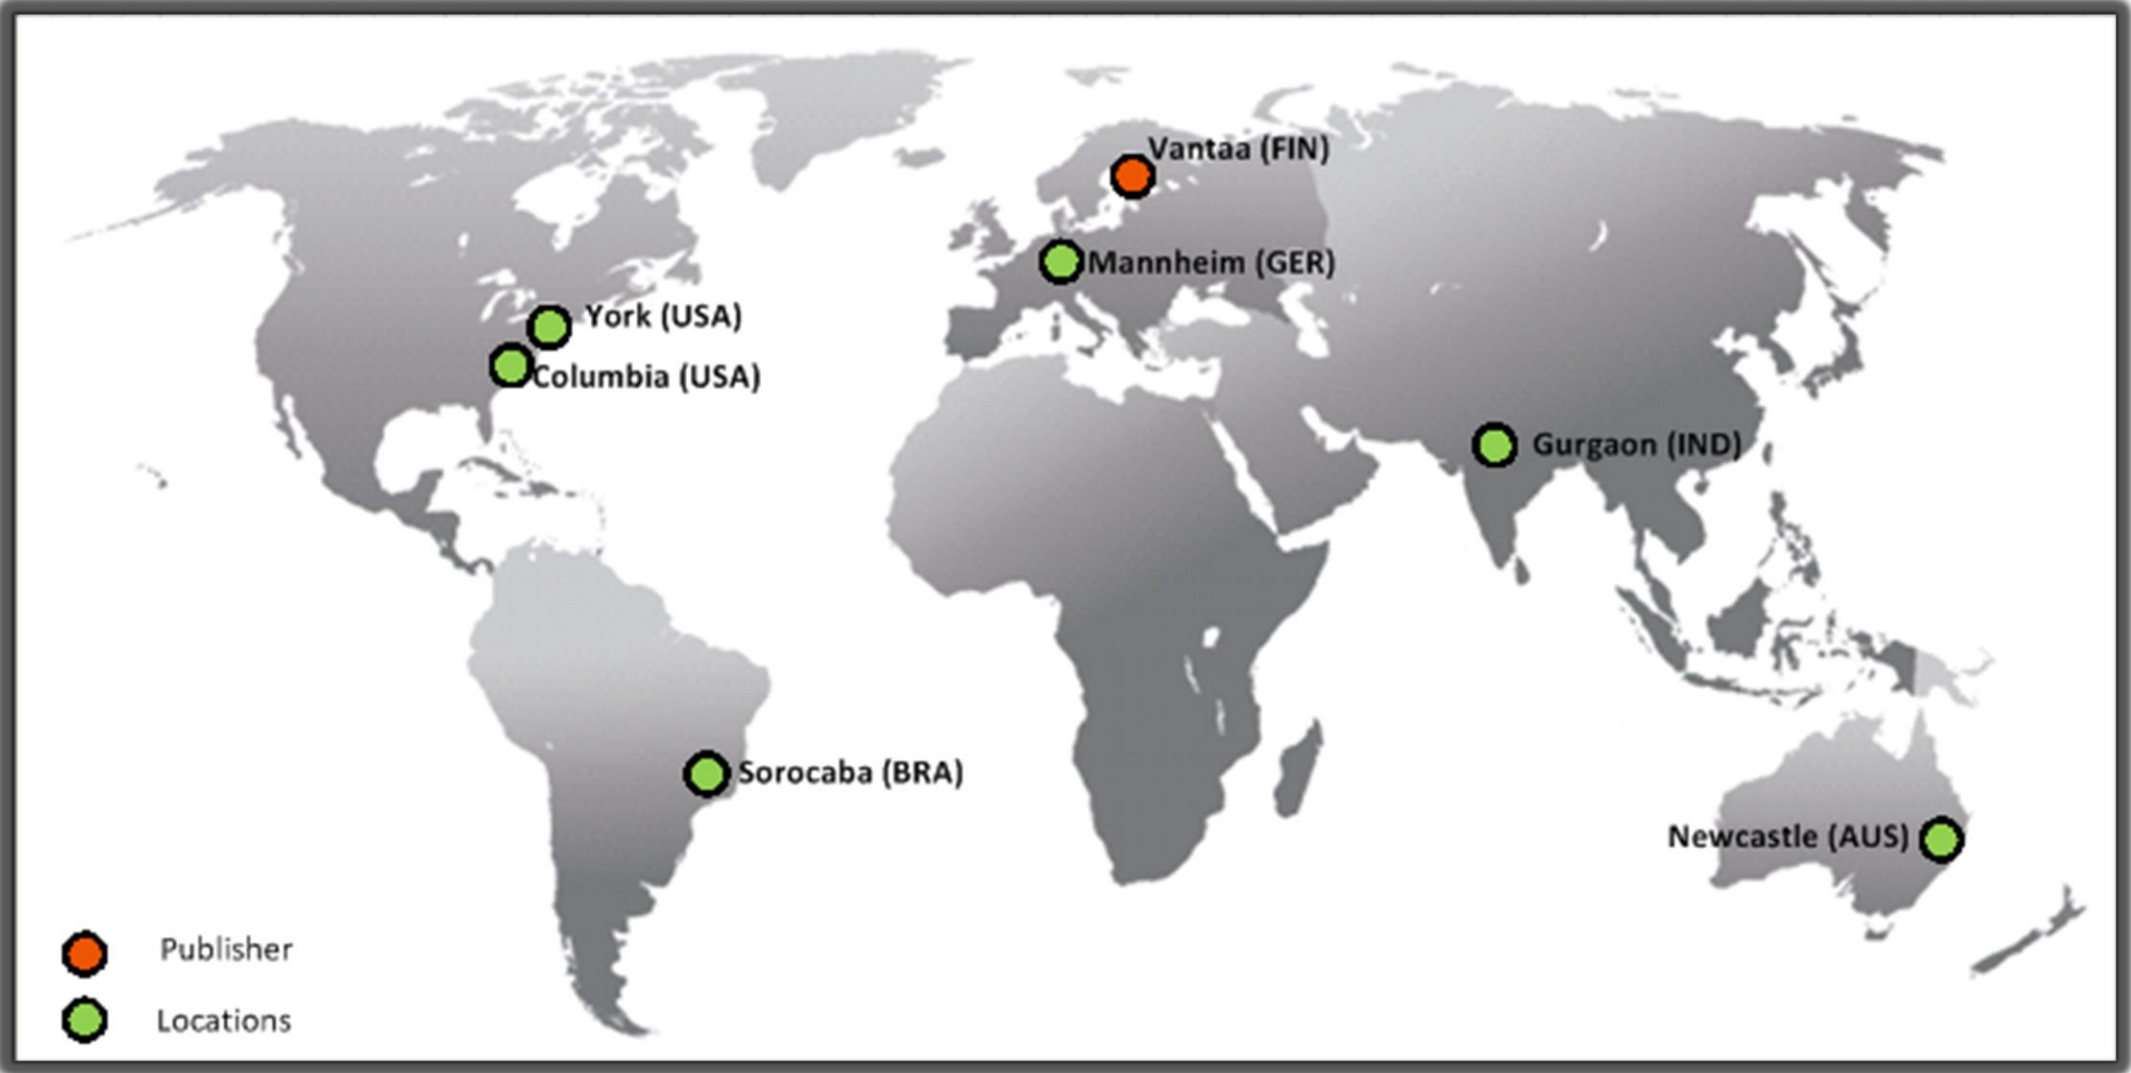 Vantaa (FIN)
Mannheim (GER)
York (USA)
Columbia (USA)
Gurgaon (IND)
Sorocaba (BRA)
Newcastle (AUS)
Publisher
Locations